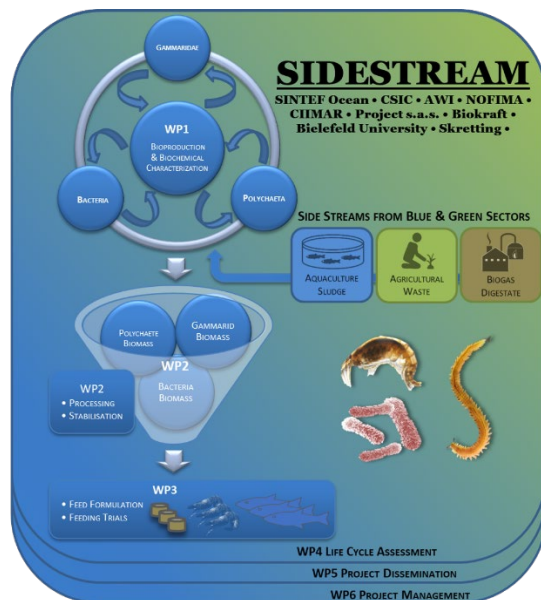 GAMMARIDAE
WP1
BIOPRODUCTION
& BIOCHEMICAL
CHARACTERIZATION
BACTERIA
POLYCHAETA
SIDESTREAM
SINTEF Ocean • CSIC • AWI • NOFIMA •
CIIMAR • Project s.a.s. • Biokraft •
Bielefeld University • Skretting •
SIDE STREAMS FROM BLUE & GREEN SECTORS
AQUACULTURE
SLUDGE
AGRICULTURAL
WASTE
BIOGAS
DIGESTATE
POLYCHAETE
BIOMASS
GAMMARID
BIOMASS
WP2
BACTERIA
BIOMASS
WP2
• PROCESSING
• STABILISATION
WP3
• FEED FORMULATION
• FEEDING TRIALS
WP4 LIFE CYCLE ASSESSMENT
WP5 PROJECT DISSEMINATION
WP6 PROJECT MANAGEMENT